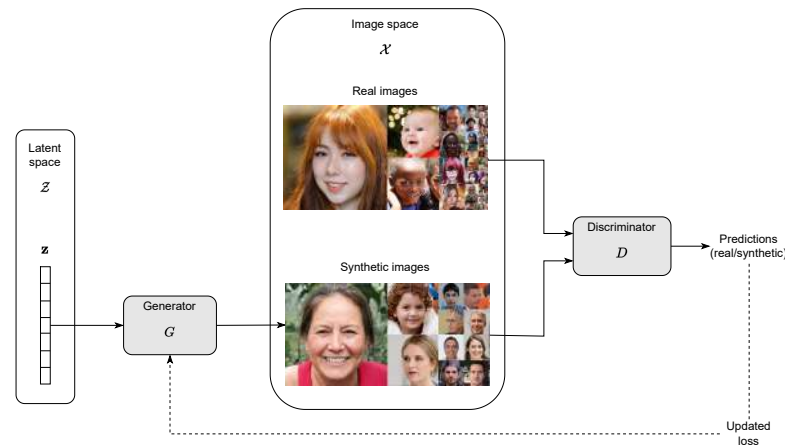 Latent
space
𝒵
z
Generator
G
Image space
𝒳
Real images
Synthetic images
Discriminator
D
Predictions
(real/synthetic)
Updated
loss